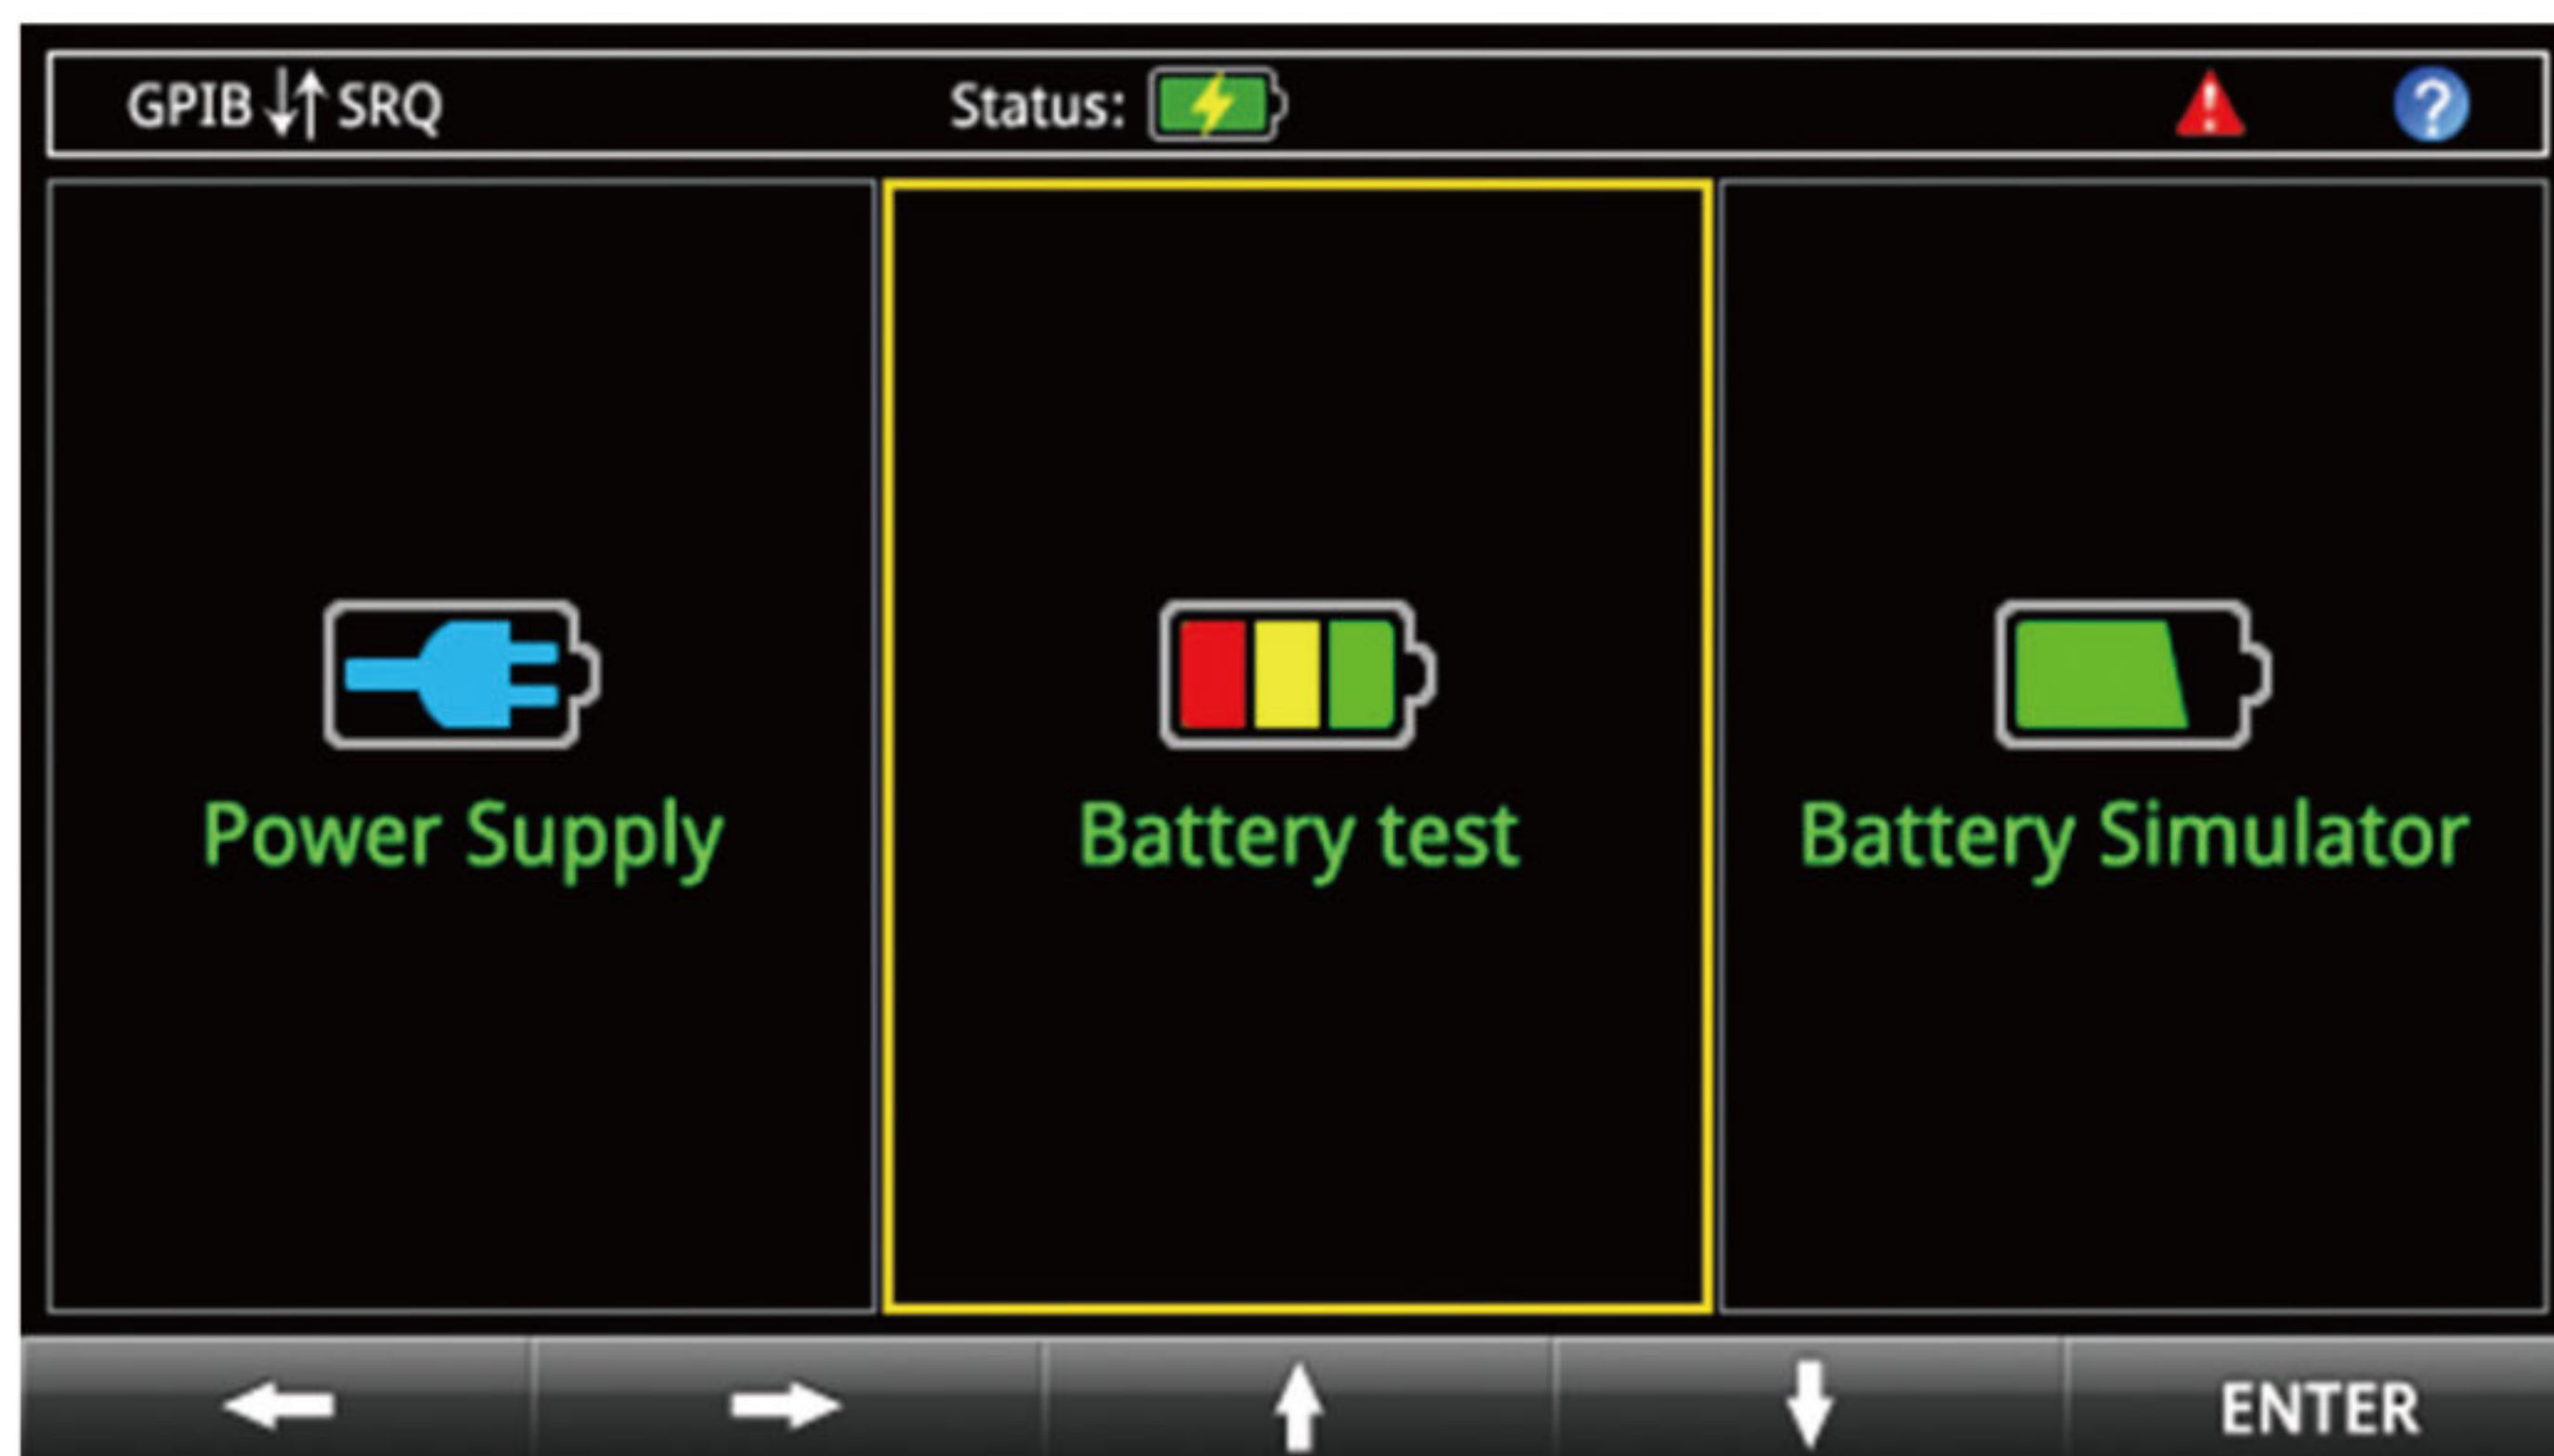 GPIB ↓↑ SRQ
Status:
Power Supply
Battery test
Battery Simulator
ENTER